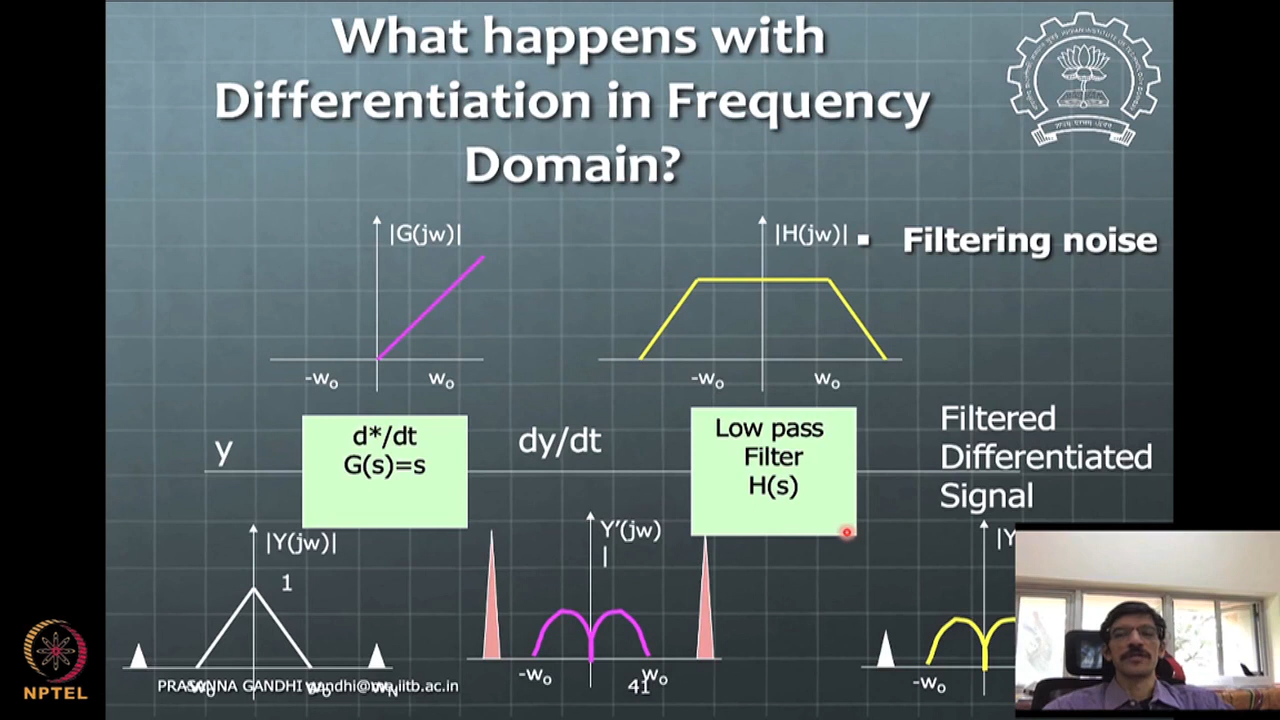 What happens with
Differentiation in Frequency
Domain?
|G(jw)|
|H(jw)|
▪ Filtering noise
-wo
wo
-wo
wo
y
d*/dt
G(s)=s
dy/dt
Low pass
Filter
H(s)
Filtered
Differentiated
Signal
|Y(jw)|
1
Y’(jw)
|
|Y
-wo
wo
-wo
PRASANNA GANDHI gandhi@me.iitb.ac.in
41
NPTEL